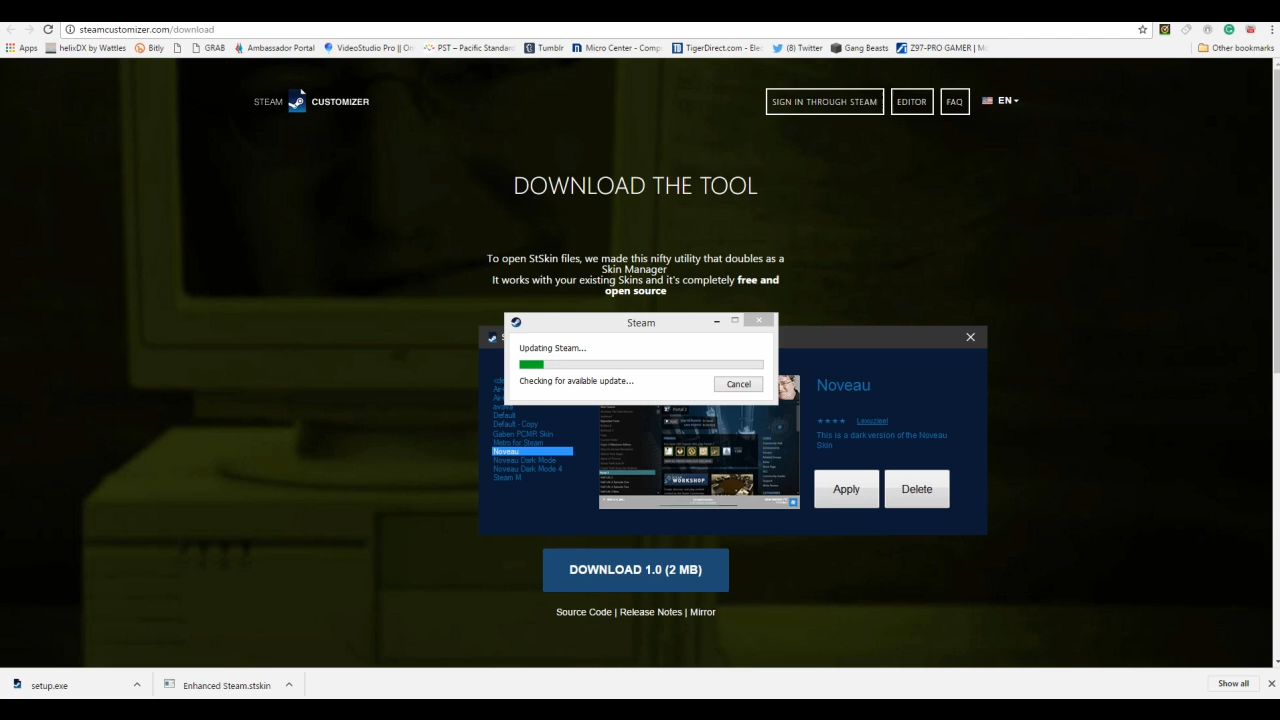 steamcustomizer.com/download
Apps helixDX by Wattles Bitly GRAB Ambassador Portal VideoStudio Pro || On PST – Pacific Standard Tumblr Micro Center - Comp TigerDirect.com - Elec (8) Twitter Gang Beasts Z97-PRO GAMER | Other bookmarks
STEAM CUSTOMIZER
SIGN IN THROUGH STEAM EDITOR FAQ EN
DOWNLOAD THE TOOL
To open StSkin files, we made this nifty utility that doubles as a
Skin Manager
It works with your existing Skins and it's completely free and
open source
Steam
Updating Steam...
Checking for available update...
Cancel
Default
Default - Copy
Gaben PCMR Skin
Metro for Steam
Noveau
Noveau Dark Mode
Noveau Dark Mode 4
Steam M
Portal 2
WORKSHOP
Noveau
Lexuzieel
This is a dark version of the Noveau
Skin
Apply Delete
DOWNLOAD 1.0 (2 MB)
Source Code | Release Notes | Mirror
setup.exe Enhanced Steam.stskin Show all